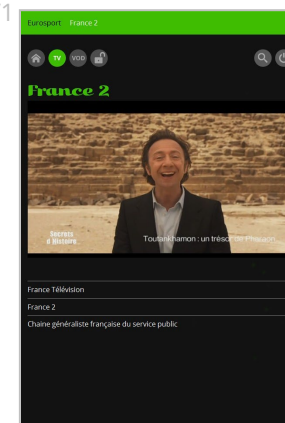 1
Eurosport France 2
TV VOD
France 2
Secrets
d'Histoire
Toutankhamon : un trésor de Pharaon
France Télévision
France 2
Chaine généraliste française du service public